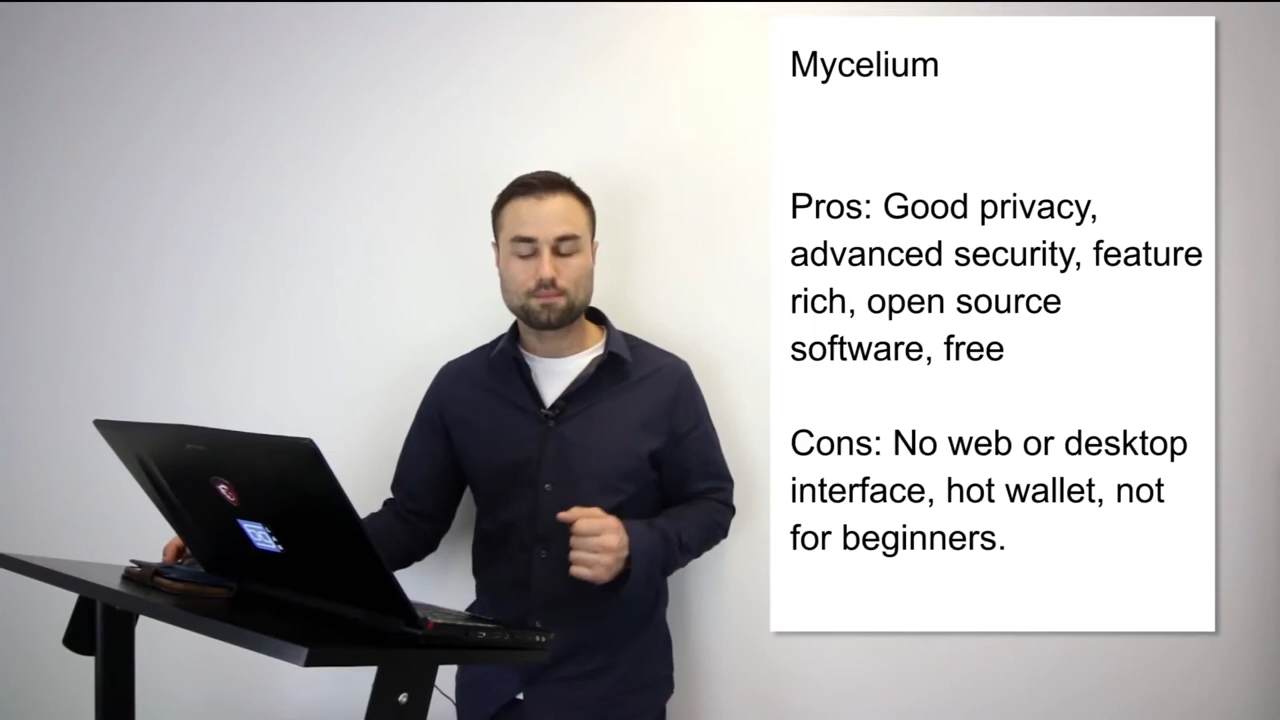 Mycelium
Pros: Good privacy,
advanced security, feature
rich, open source
software, free
Cons: No web or desktop
interface, hot wallet, not
for beginners.